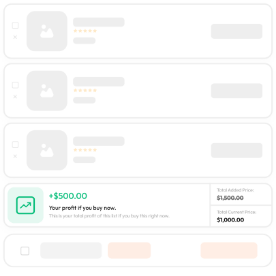 +$500.00
Your profit if you buy now.
This is your total profit of this list if you buy this right now.
Total Added Price:
$1,500.00
Total Current Price:
$1,000.00